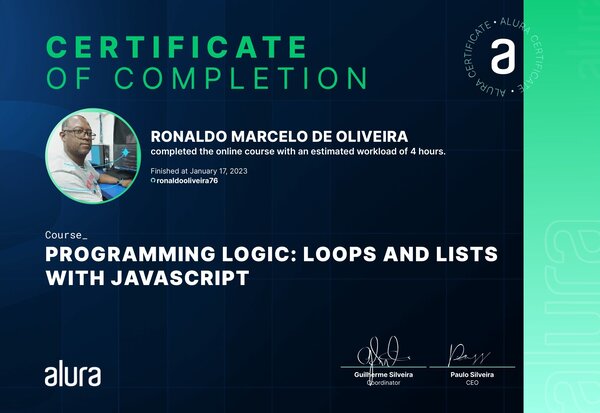 CERTIFICATE
OF COMPLETION
ALURA CERTIFICATE • ALURA CERTIFICATE •
a
RONALDO MARCELO DE OLIVEIRA
completed the online course with an estimated workload of 4 hours.
Finished at January 17, 2023
ronaldooliveira76
Course_
PROGRAMMING LOGIC: LOOPS AND LISTS
WITH JAVASCRIPT
Guilherme Silveira
Coordinator
Paulo Silveira
CEO
alura
alura